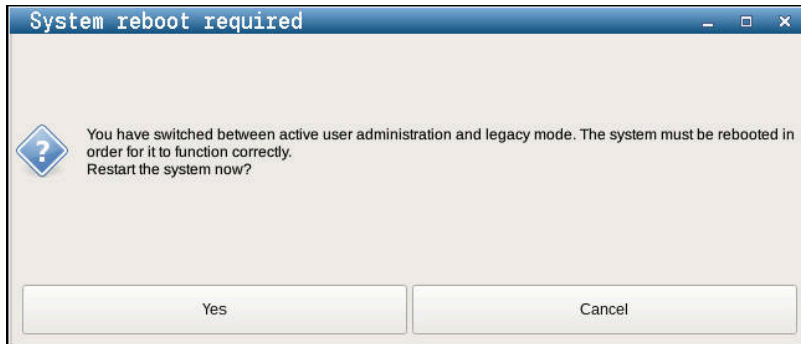 System reboot required
You have switched between active user administration and legacy mode. The system must be rebooted in
order for it to function correctly.
Restart the system now?
Yes
Cancel